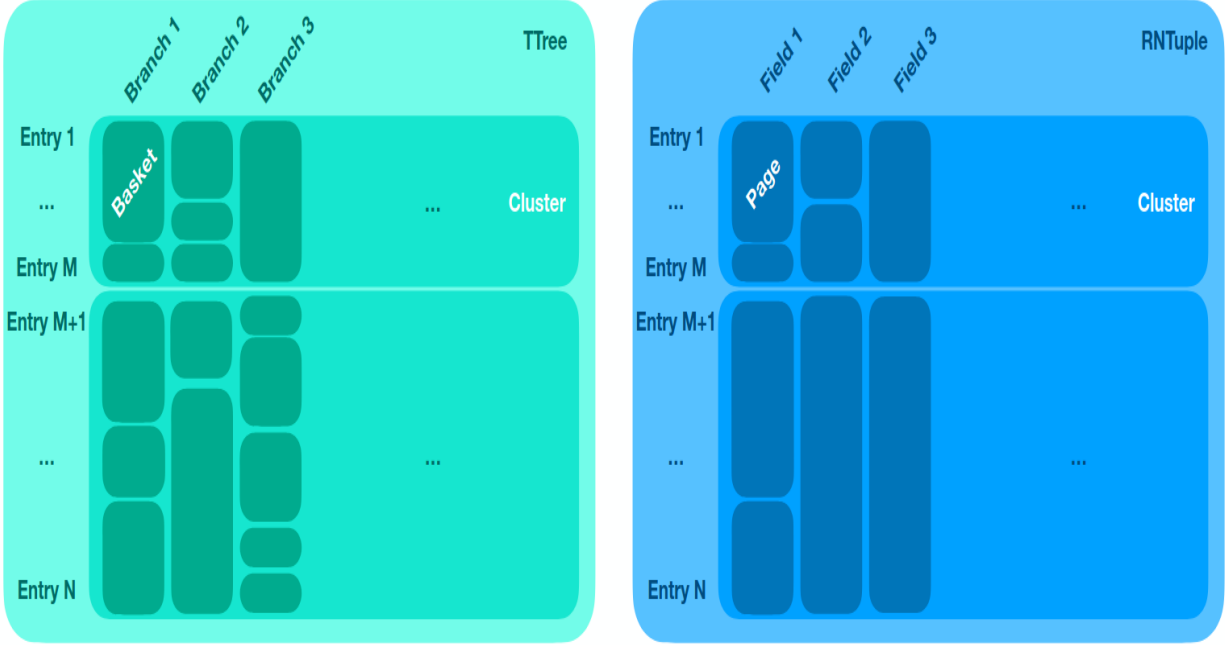 TTree
Branch 1
Branch 2
Branch 3
Entry 1
...
Entry M
Basket
...
Cluster
Entry M+1
...
Entry N
...
RNTuple
Field 1
Field 2
Field 3
Entry 1
...
Entry M
Page
...
Cluster
Entry M+1
...
Entry N
...